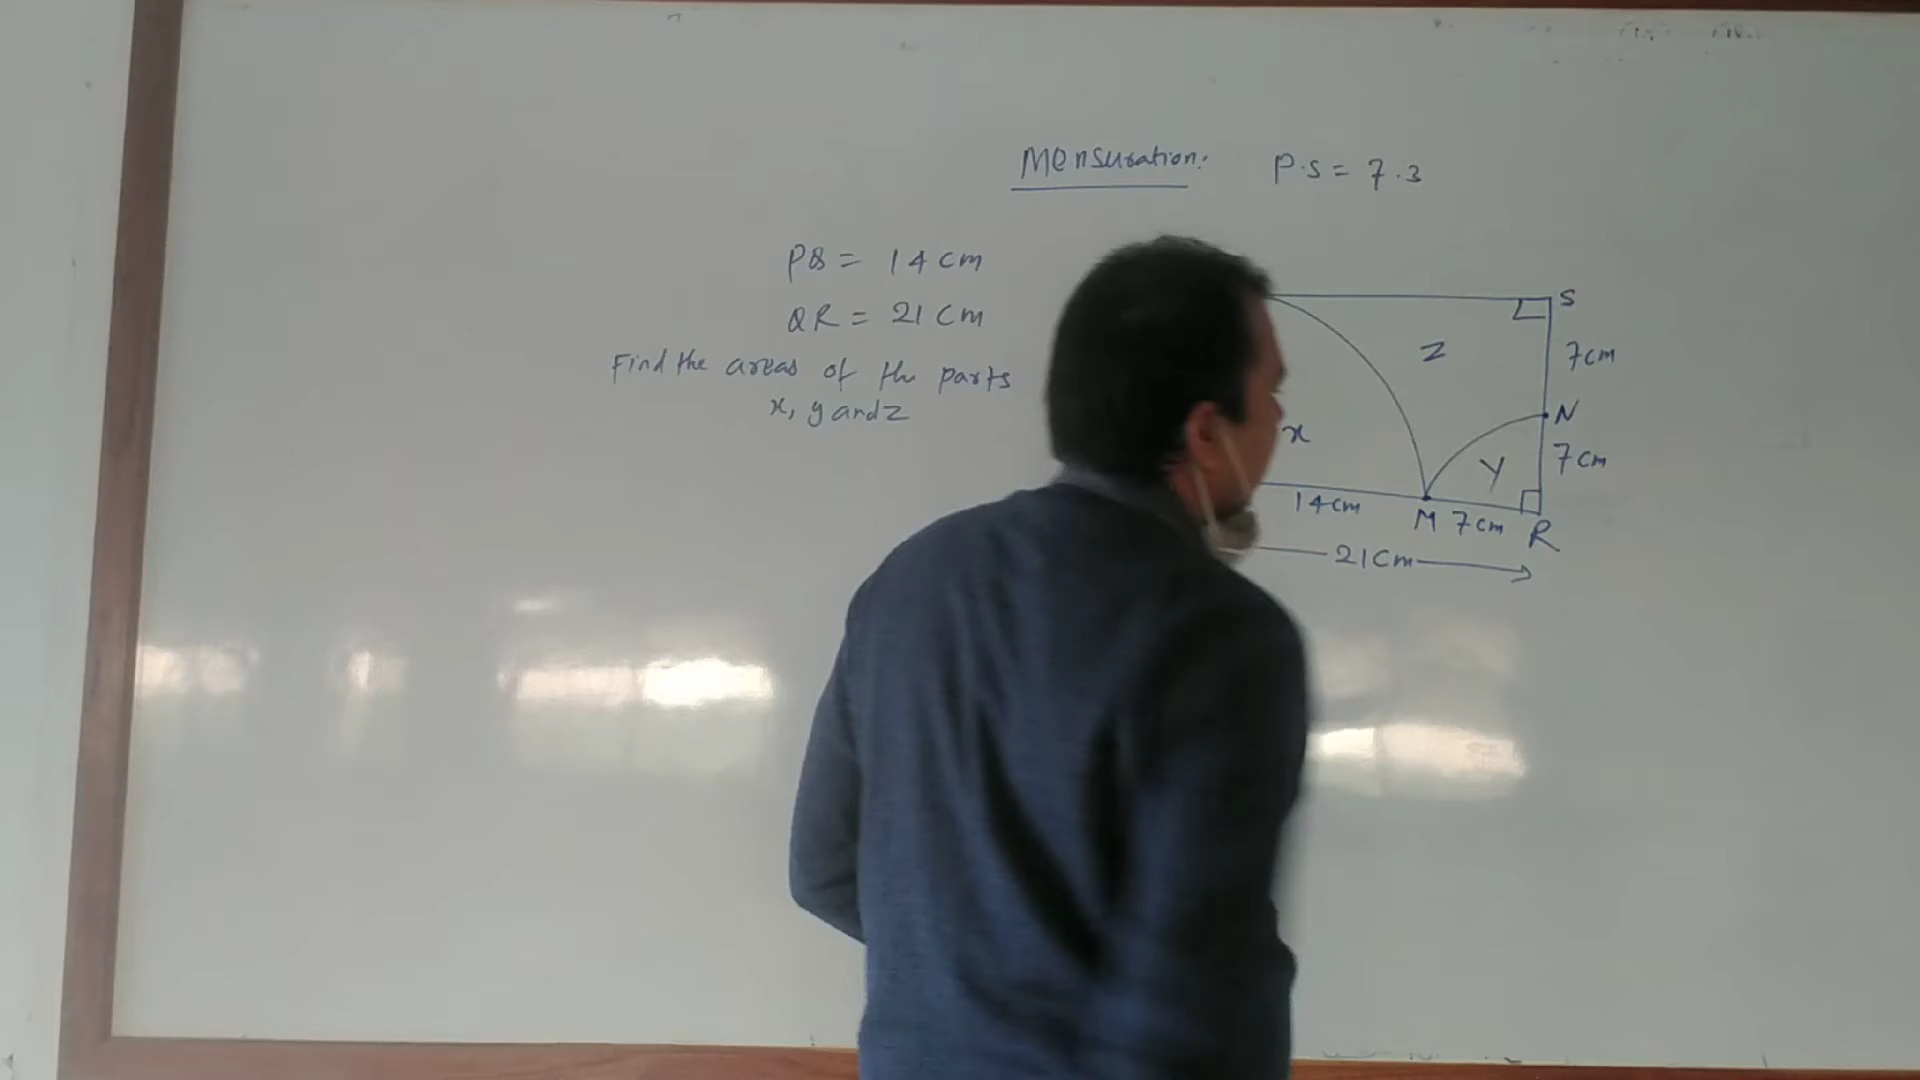 Mensuration: P.S = 7.3
PQ = 14 cm
QR = 21 cm
Find the areas of the parts
x, y and z
S
Z
7cm
N
x
Y
7cm
14cm
M 7cm R
21cm